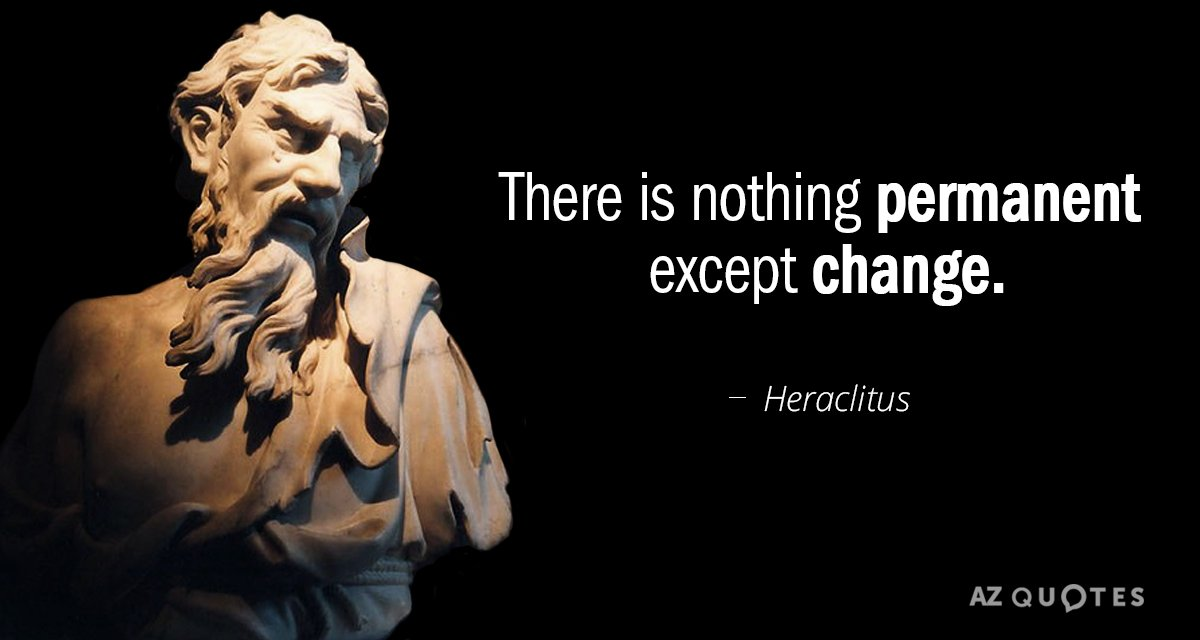 There is nothing permanent
except change.
– Heraclitus
AZ QUOTES